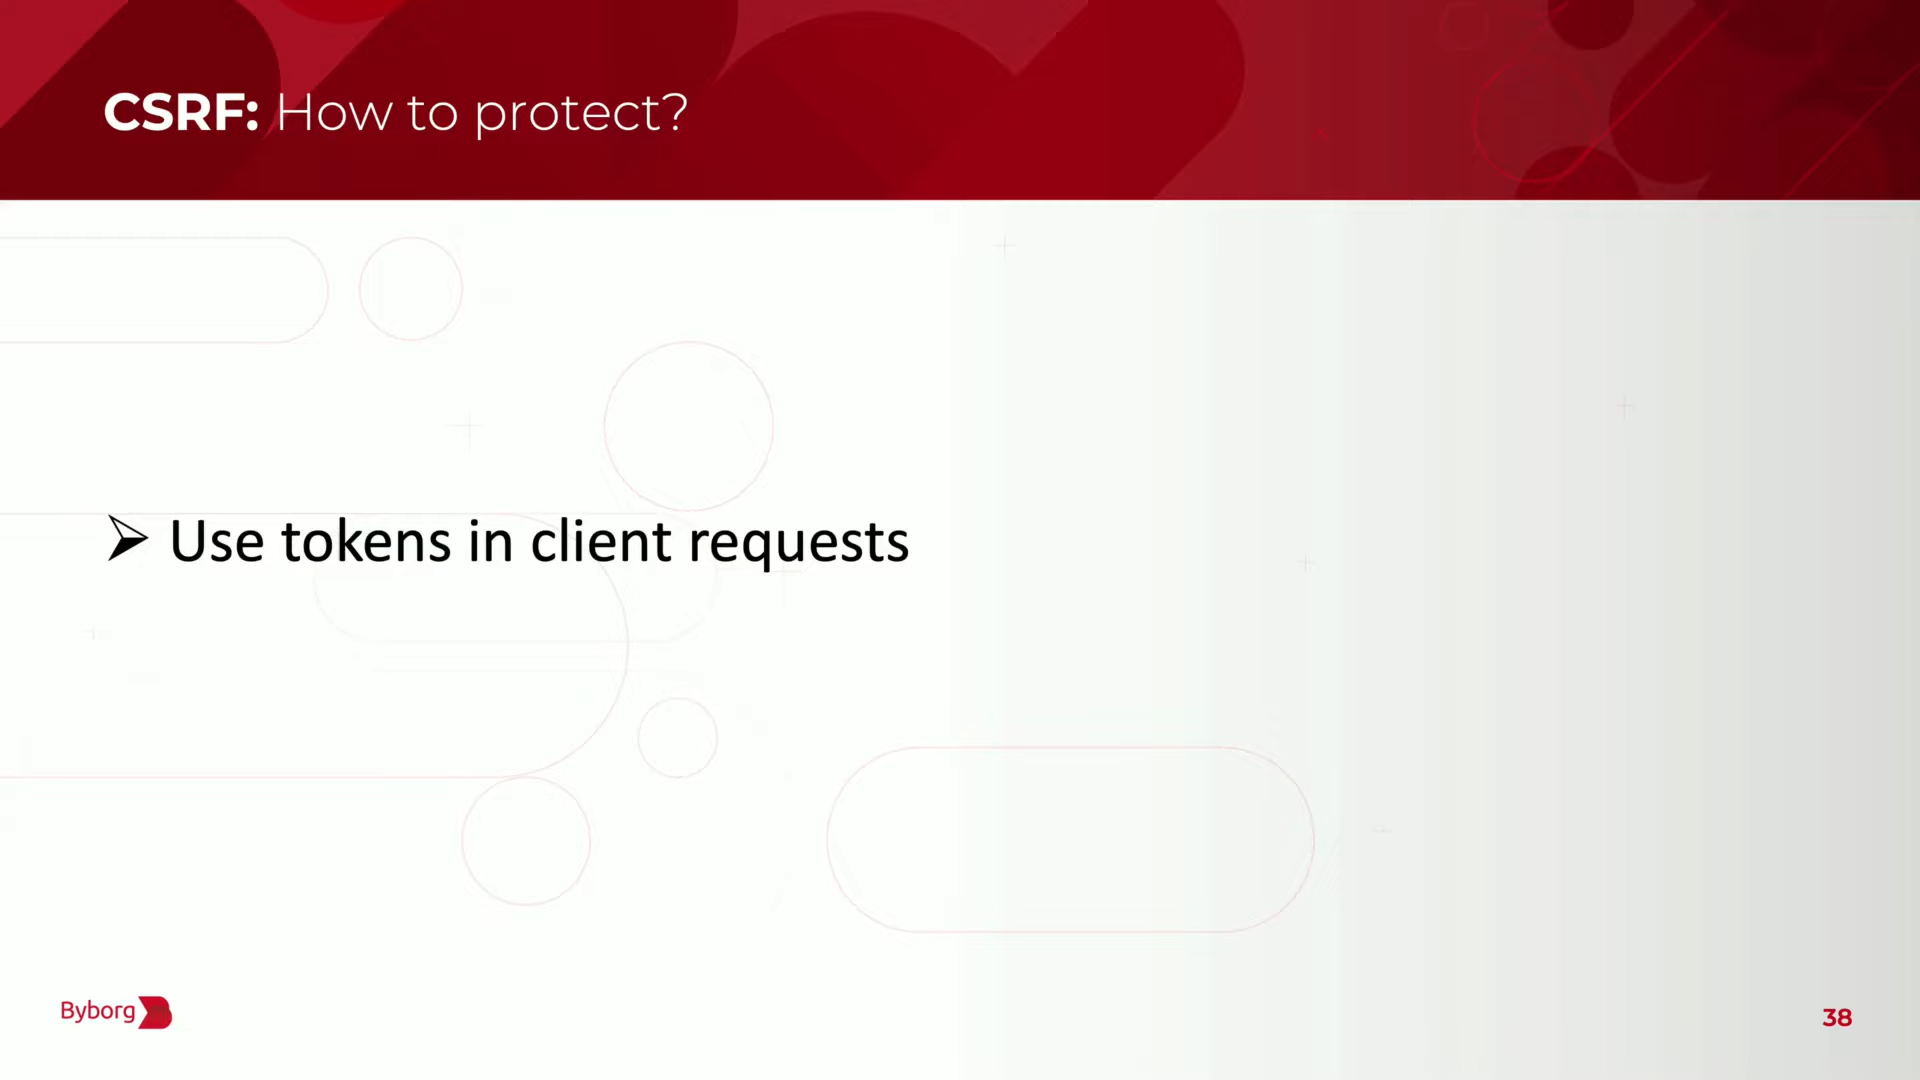 CSRF: How to protect?
Use tokens in client requests
Byborg
38